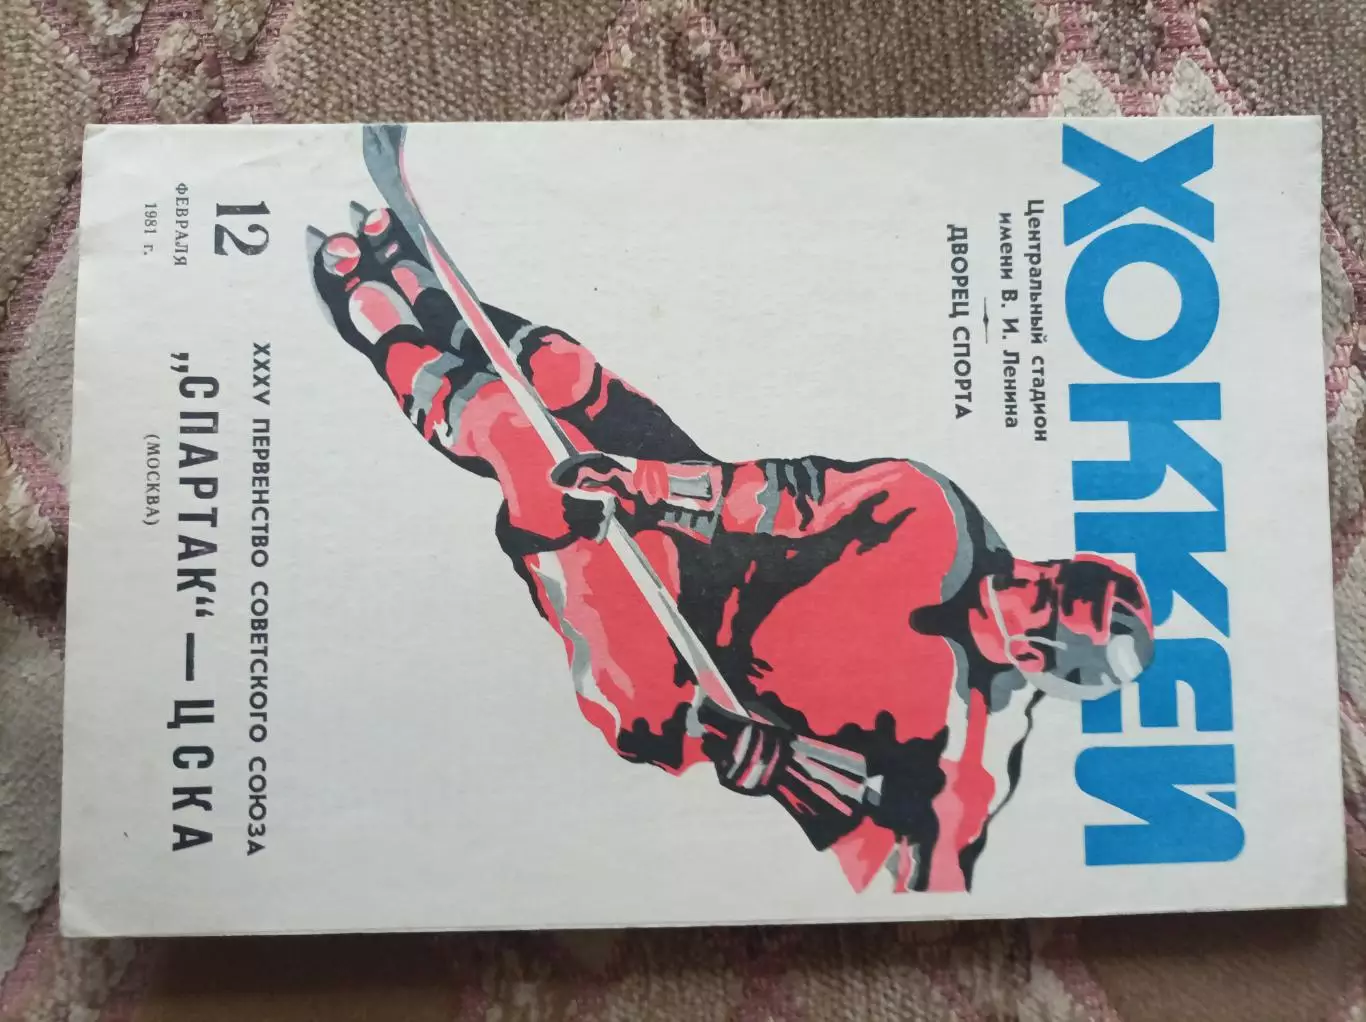 ХОККЕЙ
Центральный стадион
имени В. И. Ленина
ДВОРЕЦ СПОРТА
12
ФЕВРАЛЯ
1981 г.
XXXV ПЕРВЕНСТВО СОВЕТСКОГО СОЮЗА
„СПАРТАК“ — ЦСКА
(МОСКВА)